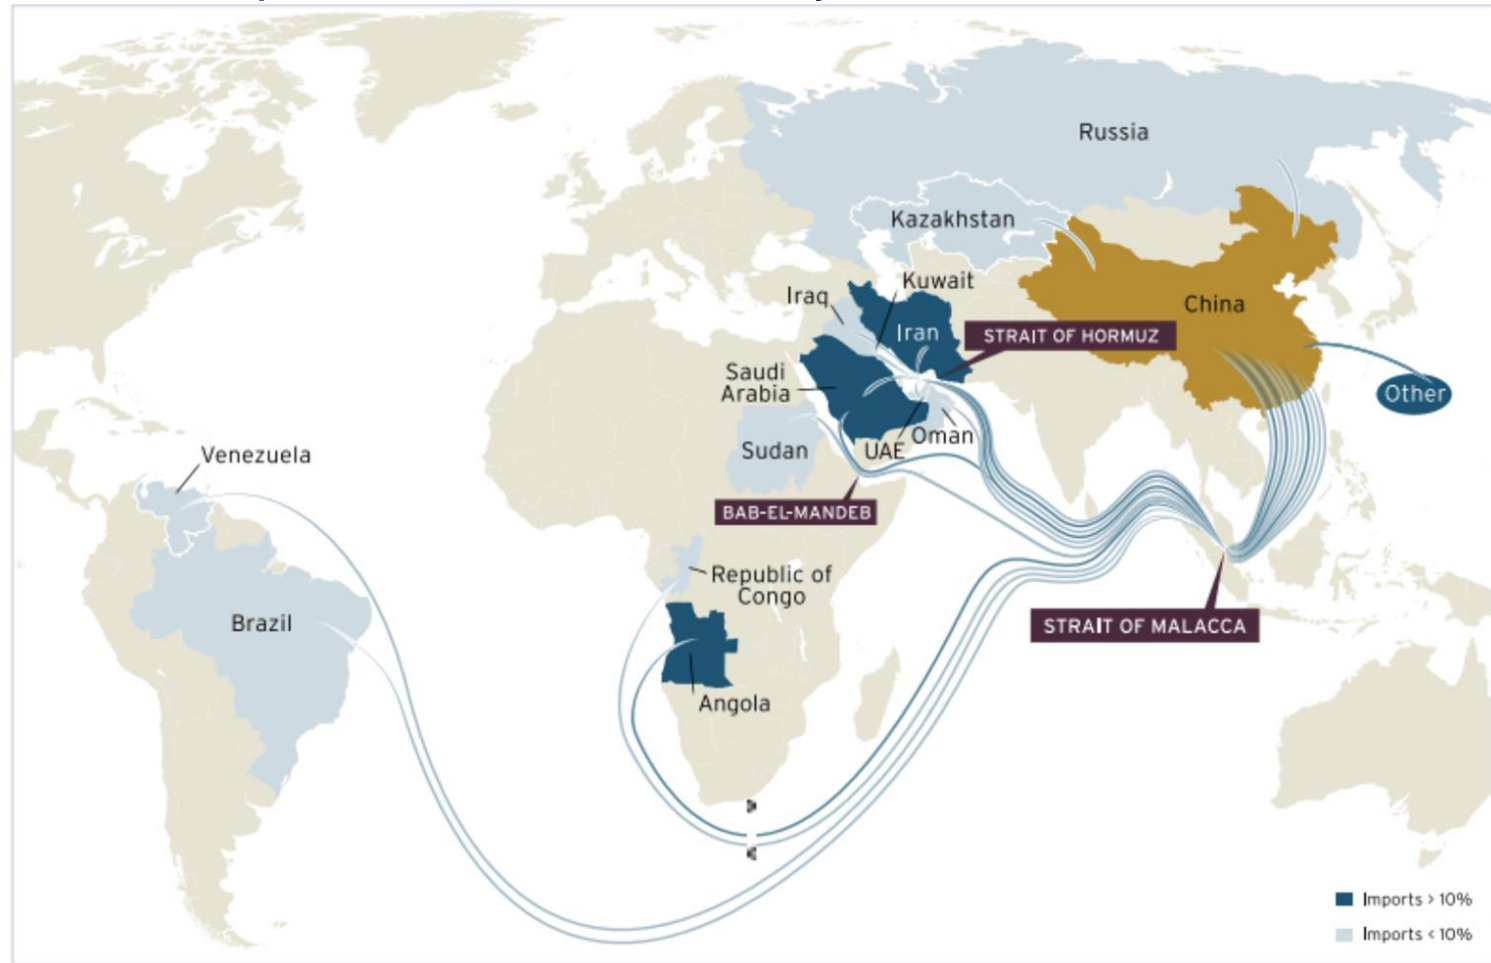 Russia
Kazakhstan
Kuwait
Iraq
China
Iran
STRAIT OF HORMUZ
Saudi
Arabia
Other
Oman
UAE
Sudan
Venezuela
BAB-EL-MANDEB
Republic of
Congo
Brazil
STRAIT OF MALACCA
Angola
Imports > 10%
Imports < 10%